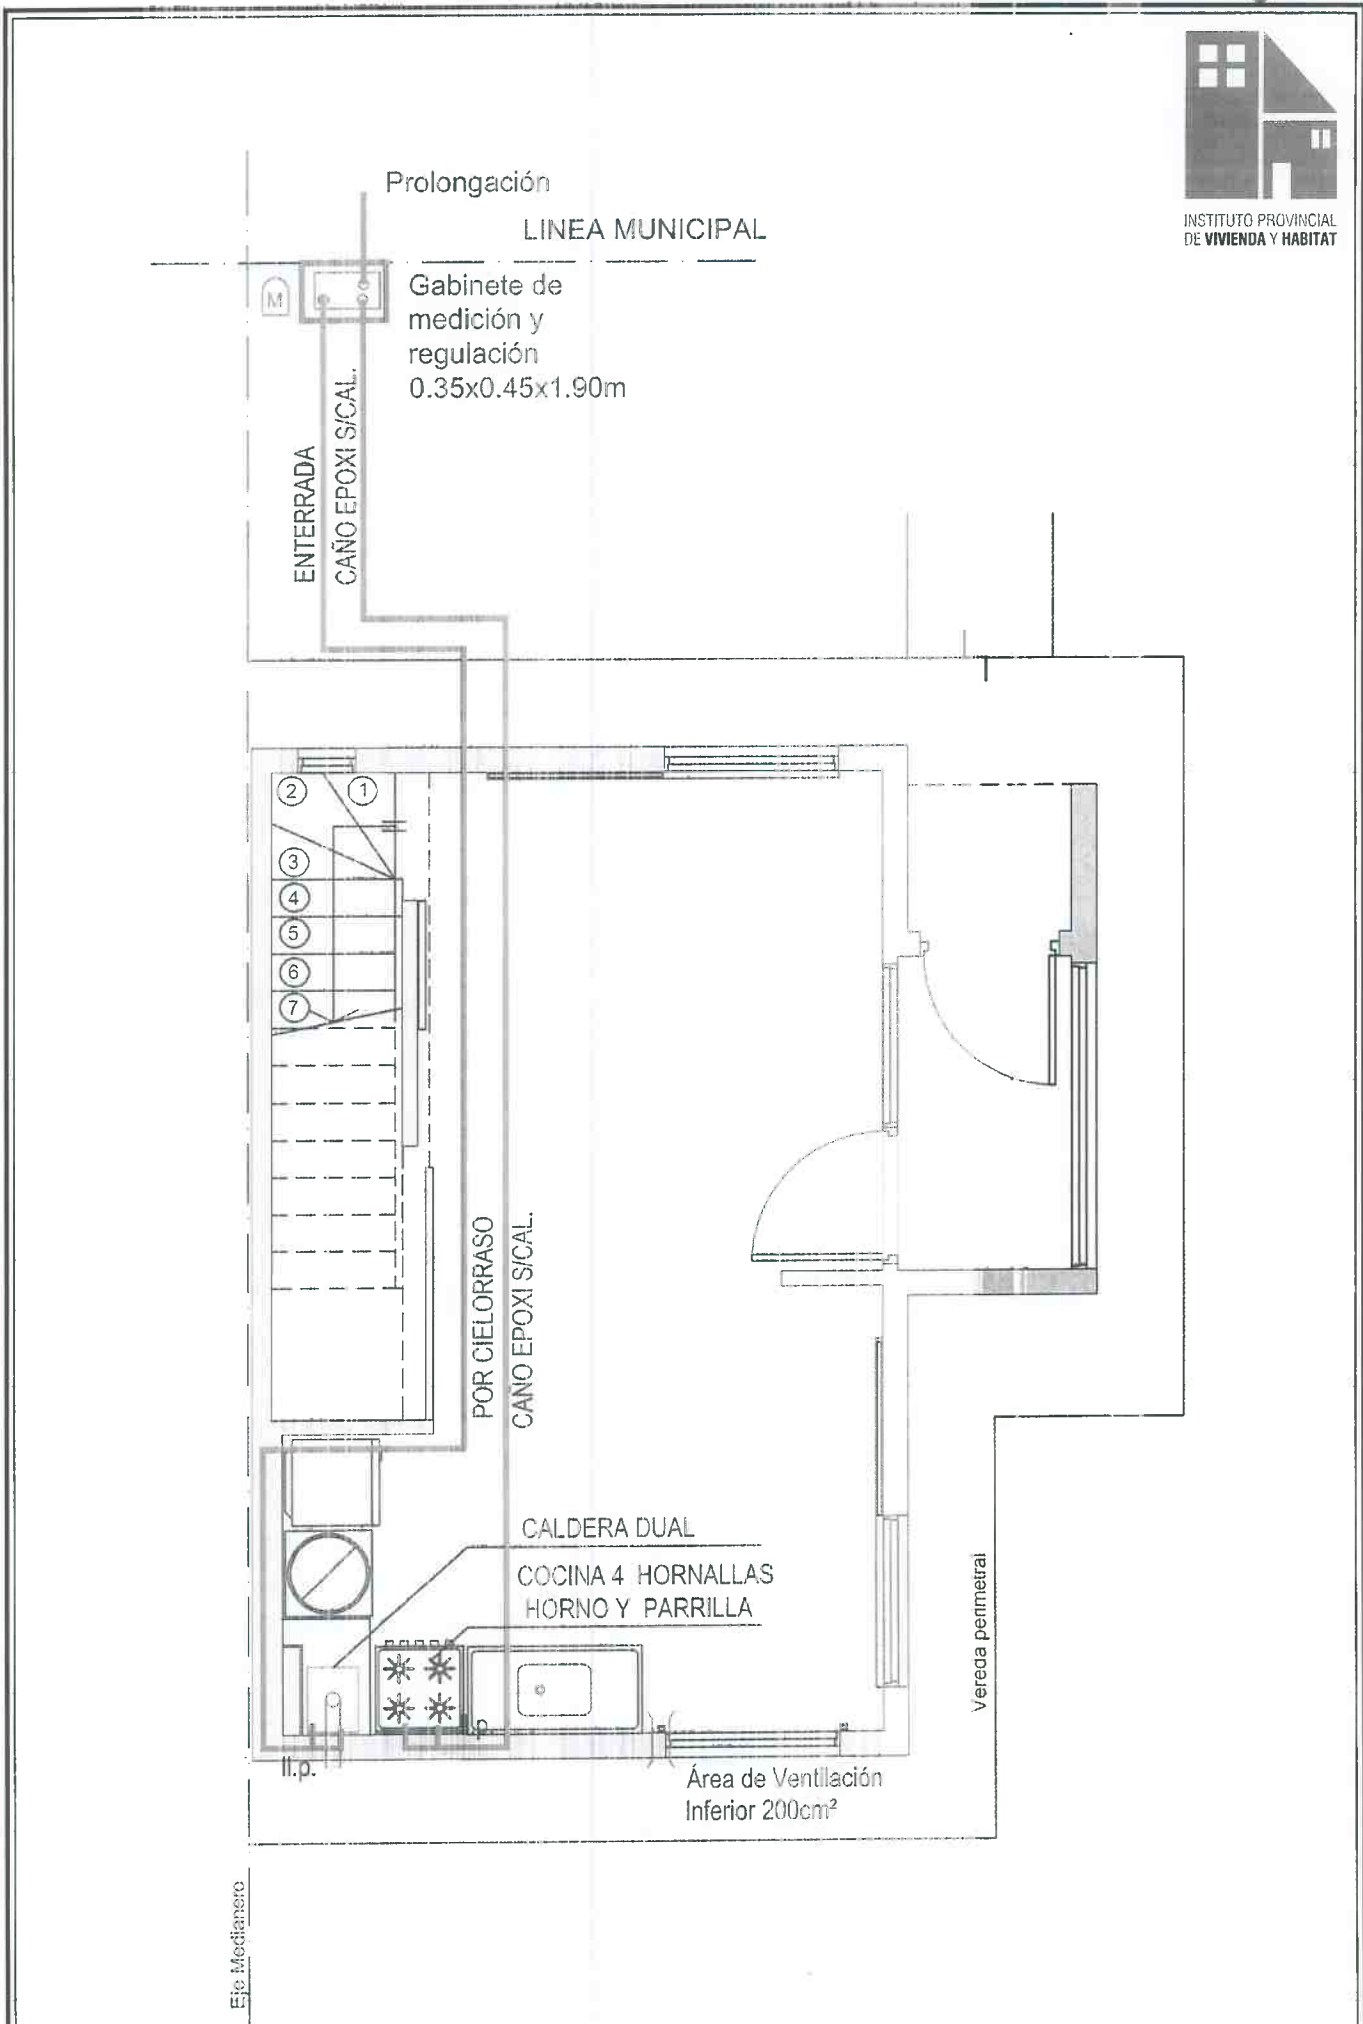 INSTITUTO PROVINCIAL
DE VIVIENDA Y HABITAT
Prolongación
LINEA MUNICIPAL
M
Gabinete de
medición y
regulación
0.35x0.45x1.90m
ENTERRADA
CAÑO EPOXI S/CAL.
2
1
3
4
5
6
7
POR CIELORRASO
CAÑO EPOXI S/CAL.
CALDERA DUAL
COCINA 4 HORNALLAS
HORNO Y PARRILLA
Vereda perimetral
ll.p.
Área de Ventilación
Inferior 200cm²
Eje Medianero